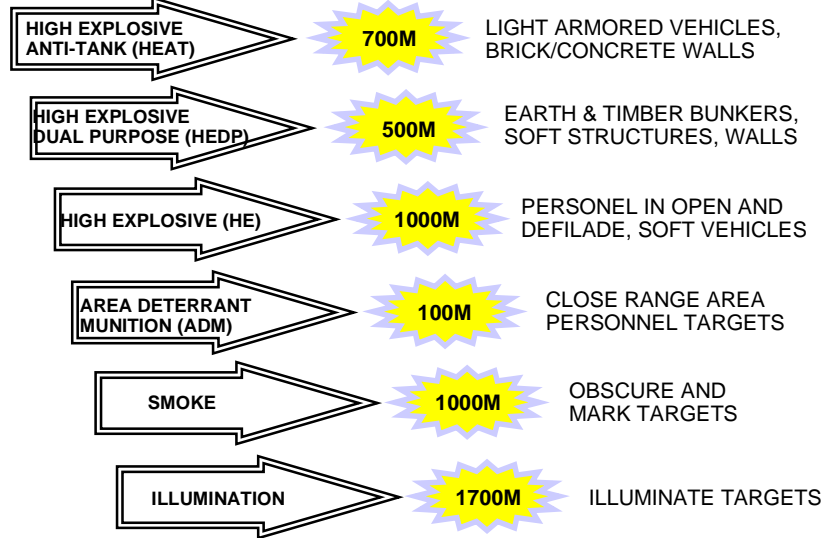 HIGH EXPLOSIVE
ANTI-TANK (HEAT)
700M
LIGHT ARMORED VEHICLES,
BRICK/CONCRETE WALLS
HIGH EXPLOSIVE
DUAL PURPOSE (HEDP)
500M
EARTH & TIMBER BUNKERS,
SOFT STRUCTURES, WALLS
HIGH EXPLOSIVE (HE)
1000M
PERSONEL IN OPEN AND
DEFILADE, SOFT VEHICLES
AREA DETERRANT
MUNITION (ADM)
100M
CLOSE RANGE AREA
PERSONNEL TARGETS
SMOKE
1000M
OBSCURE AND
MARK TARGETS
ILLUMINATION
1700M
ILLUMINATE TARGETS